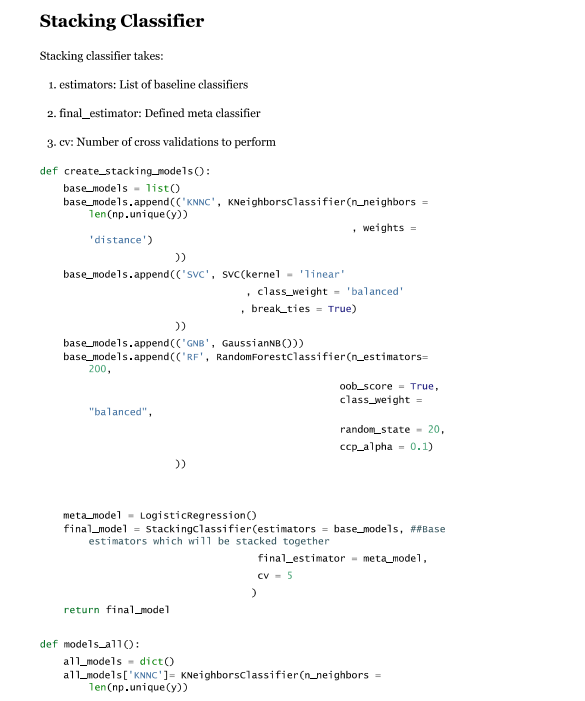 Stacking Classifier
Stacking classifier takes:
1. estimators: List of baseline classifiers
2. final_estimator: Defined meta classifier
3. cv: Number of cross validations to perform
def create_stacking_models():
base_models = list()
base_models.append(('KNNC', KNeighborsClassifier(n_neighbors =
len(np.unique(y))
, weights =
'distance')
))
base_models.append(('SVC', SVC(kernel = 'linear'
, class_weight = 'balanced'
, break_ties = True)
))
base_models.append(('GNB', GaussianNB()))
base_models.append(('RF', RandomForestClassifier(n_estimators=
200,
oob_score = True,
class_weight =
"balanced",
random_state = 20,
ccp_alpha = 0.1)
))
meta_model = LogisticRegression()
final_model = StackingClassifier(estimators = base_models, ##Base
estimators which will be stacked together
final_estimator = meta_model,
cv = 5
)
return final_model
def models_all():
all_models = dict()
all_models['KNNC']= KNeighborsClassifier(n_neighbors =
len(np.unique(y))